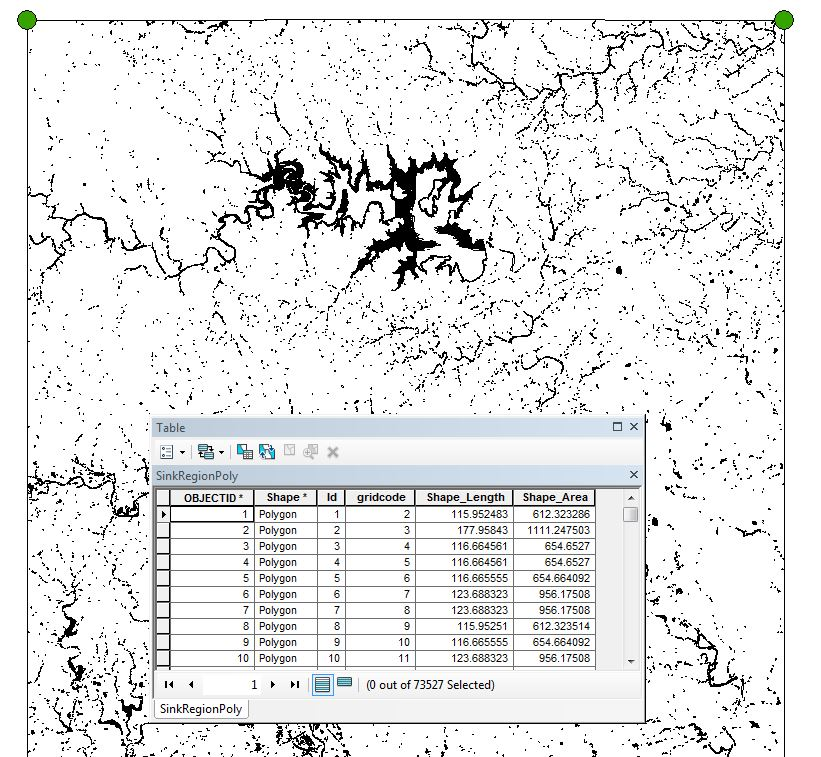 Table
SinkRegionPoly
OBJECTID * Shape * Id gridcode Shape_Length Shape_Area
1 Polygon 1 2 115.952483 612.323286
2 Polygon 2 3 177.95843 1111.247503
3 Polygon 3 4 116.664561 654.6527
4 Polygon 4 5 116.664561 654.6527
5 Polygon 5 6 116.665555 654.664092
6 Polygon 6 7 123.688323 956.17508
7 Polygon 7 8 123.688323 956.17508
8 Polygon 8 9 115.95251 612.323514
9 Polygon 9 10 116.665555 654.664092
10 Polygon 10 11 123.688323 956.17508
1 (0 out of 73527 Selected)
SinkRegionPoly